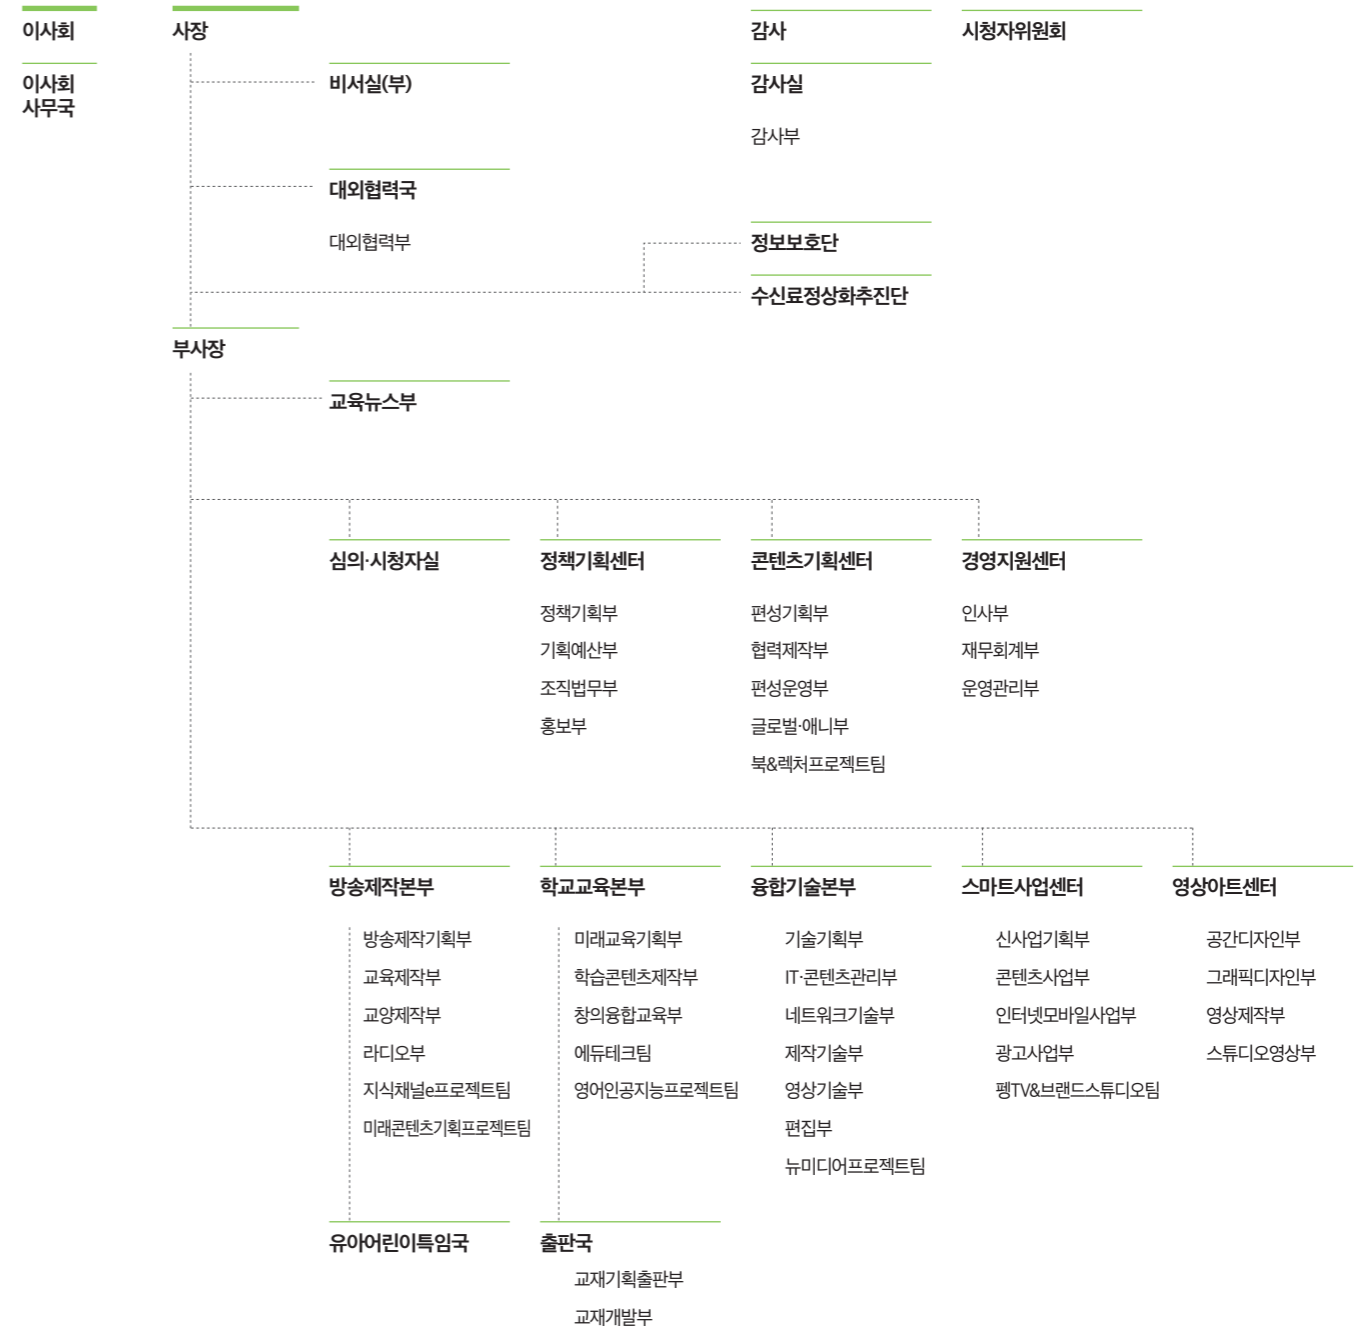 이사회
사장
감사
시청자위원회
이사회
사무국
비서실(부)
감사실
감사부
대외협력국
대외협력부
정보보호단
수신료정상화추진단
부사장
교육뉴스부
심의·시청자실
정책기획센터
콘텐츠기획센터
경영지원센터
정책기획부
기획예산부
조직법무부
홍보부
편성기획부
협력제작부
편성운영부
글로벌·애니부
북&렉처프로젝트팀
인사부
재무회계부
운영관리부
방송제작본부
학교교육본부
융합기술본부
스마트사업센터
영상아트센터
방송제작기획부
교육제작부
교양제작부
라디오부
지식채널e프로젝트팀
미래콘텐츠기획프로젝트팀
미래교육기획부
학습콘텐츠제작부
창의융합교육부
에듀테크팀
영어인공지능프로젝트팀
기술기획부
IT·콘텐츠관리부
네트워크기술부
제작기술부
영상기술부
편집부
뉴미디어프로젝트팀
신사업기획부
콘텐츠사업부
인터넷모바일사업부
광고사업부
펭TV&브랜드스튜디오팀
공간디자인부
그래픽디자인부
영상제작부
스튜디오영상부
유아어린이특임국
출판국
교재기획출판부
교재개발부